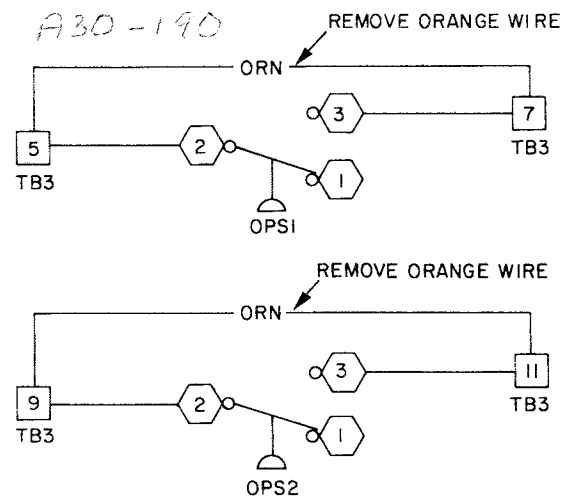 A30-190
REMOVE ORANGE WIRE
ORN
3
7
5
2
TB3
TB3
1
OPS1
REMOVE ORANGE WIRE
ORN
3
11
9
2
TB3
TB3
1
OPS2